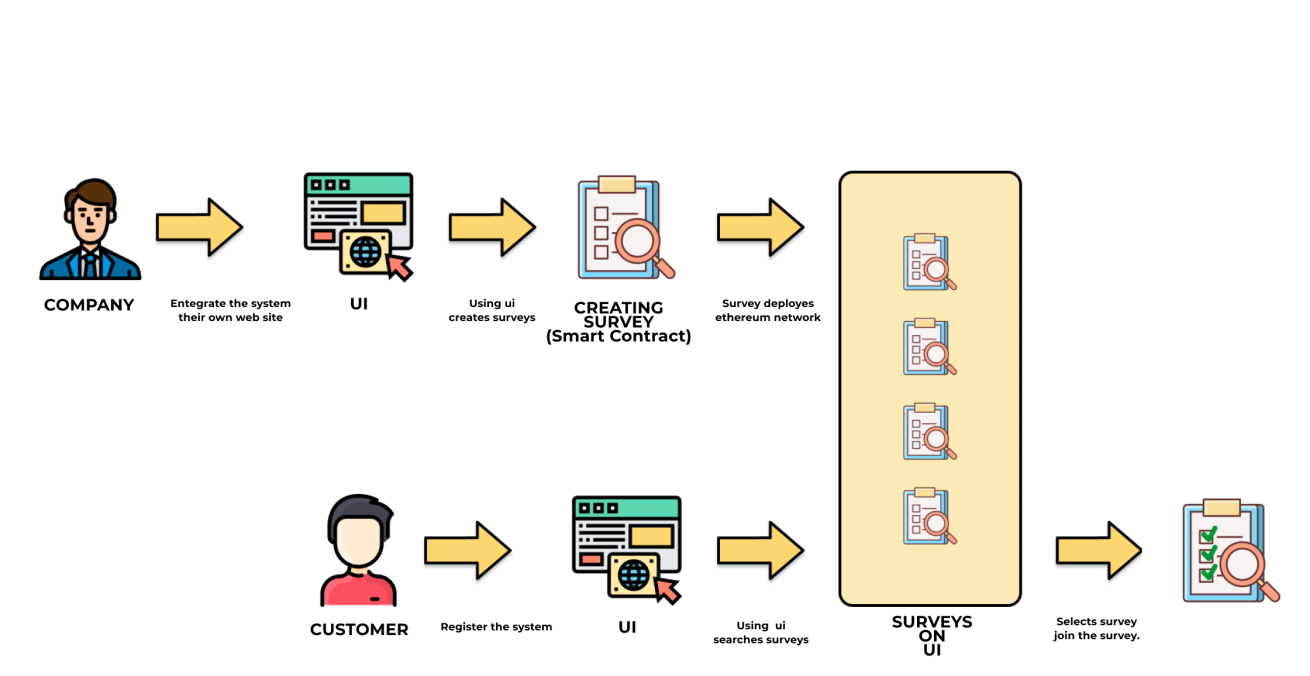 COMPANY
Entegrate the system
their own web site
UI
Using ui
creates surveys
CREATING
SURVEY
(Smart Contract)
Survey deployes
ethereum network
CUSTOMER
Register the system
UI
Using  ui
searches surveys
SURVEYS
ON
UI
Selects survey
join the survey.